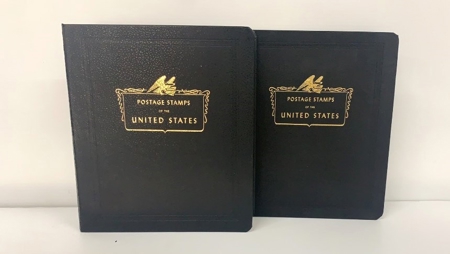 POSTAGE STAMPS
OF THE
UNITED STATES
POSTAGE STAMPS
OF THE
UNITED STATES